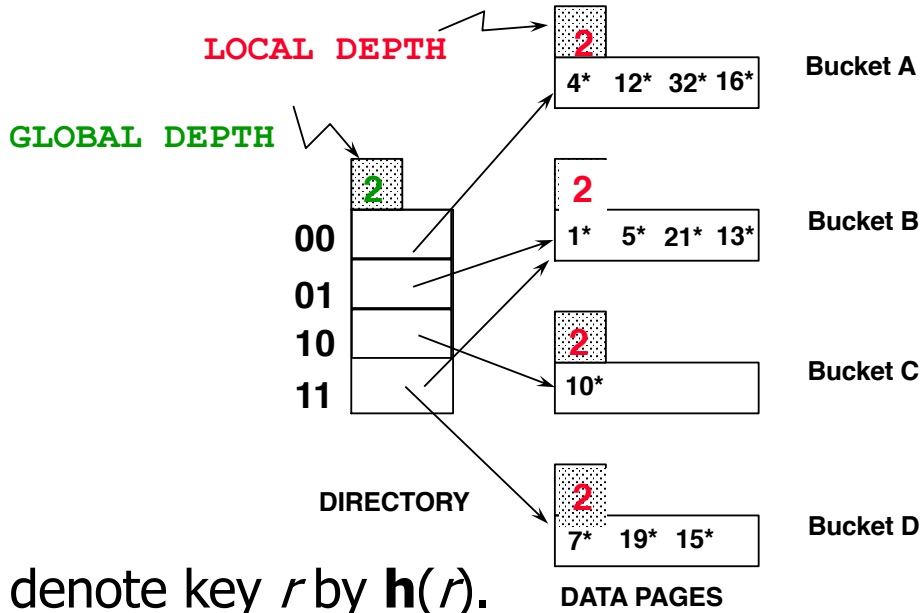 LOCAL DEPTH
GLOBAL DEPTH
2
00
01
10
11
DIRECTORY
2
4* 12* 32* 16*
Bucket A
2
1* 5* 21* 13*
Bucket B
2
10*
Bucket C
2
7* 19* 15*
Bucket D
denote key r by h(r).
DATA PAGES